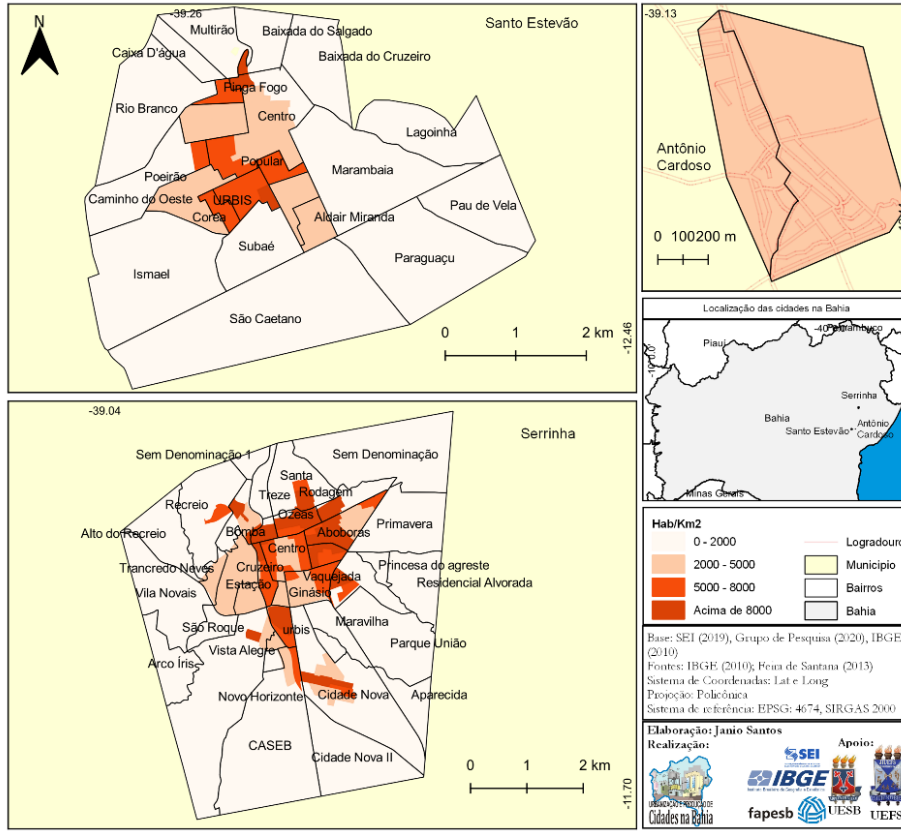 -39.26
Santo Estevão
N
Multirão
Baixada do Salgado
Caixa D'água
Baixada do Cruzeiro
Pinga Fogo
Rio Branco
Centro
Lagoinha
Popular
Marambaia
Poeirão
Caminho do Oeste
URBIS
Pau de Vela
Corea
Aldair Miranda
Subaé
Paraguaçu
Ismael
São Caetano
0 1 2 km
-12.46
-39.13
Antônio
Cardoso
0 100200 m
Localização das cidades na Bahia
-40
Pernambuco
Piauí
-10.0°
Serrinha
Bahia
Santo Estevão
Antônio
Cardoso
Minas Gerais
-39.04
Serrinha
Sem Denominação 1
Sem Denominação
Santa
Treze
Rodagem
Recreio
Ozeas
Alto do Recreio
Bomba
Aboboras
Primavera
Centro
Trancredo Neves
Cruzeiro
Vaquejada
Princesa do agreste
Vila Novais
Estação
Ginásio
Residencial Alvorada
São Roque
urbis
Maravilha
Vista Alegre
Parque União
Arco Íris
Novo Horizonte
Cidade Nova
Aparecida
CASEB
Cidade Nova II
0 1 2 km
-11.70
Hab/Km2
0 - 2000
2000 - 5000
5000 - 8000
Acima de 8000
Logradouro
Municipio
Bairros
Bahia
Base: SEI (2019), Grupo de Pesquisa (2020), IBGE
(2010)
Fontes: IBGE (2010); Feira de Santana (2013)
Sistema de Coordenadas: Lat e Long
Projoção: Policônica
Sistema de referência: EPSG: 4674, SIRGAS 2000
Elaboração: Janio Santos
Realização:
Apoio:
URBANIZAÇÃO E PRODUÇÃO DE
Cidades na Bahia
SEI
IBGE
fapesb
UESB
UEFS